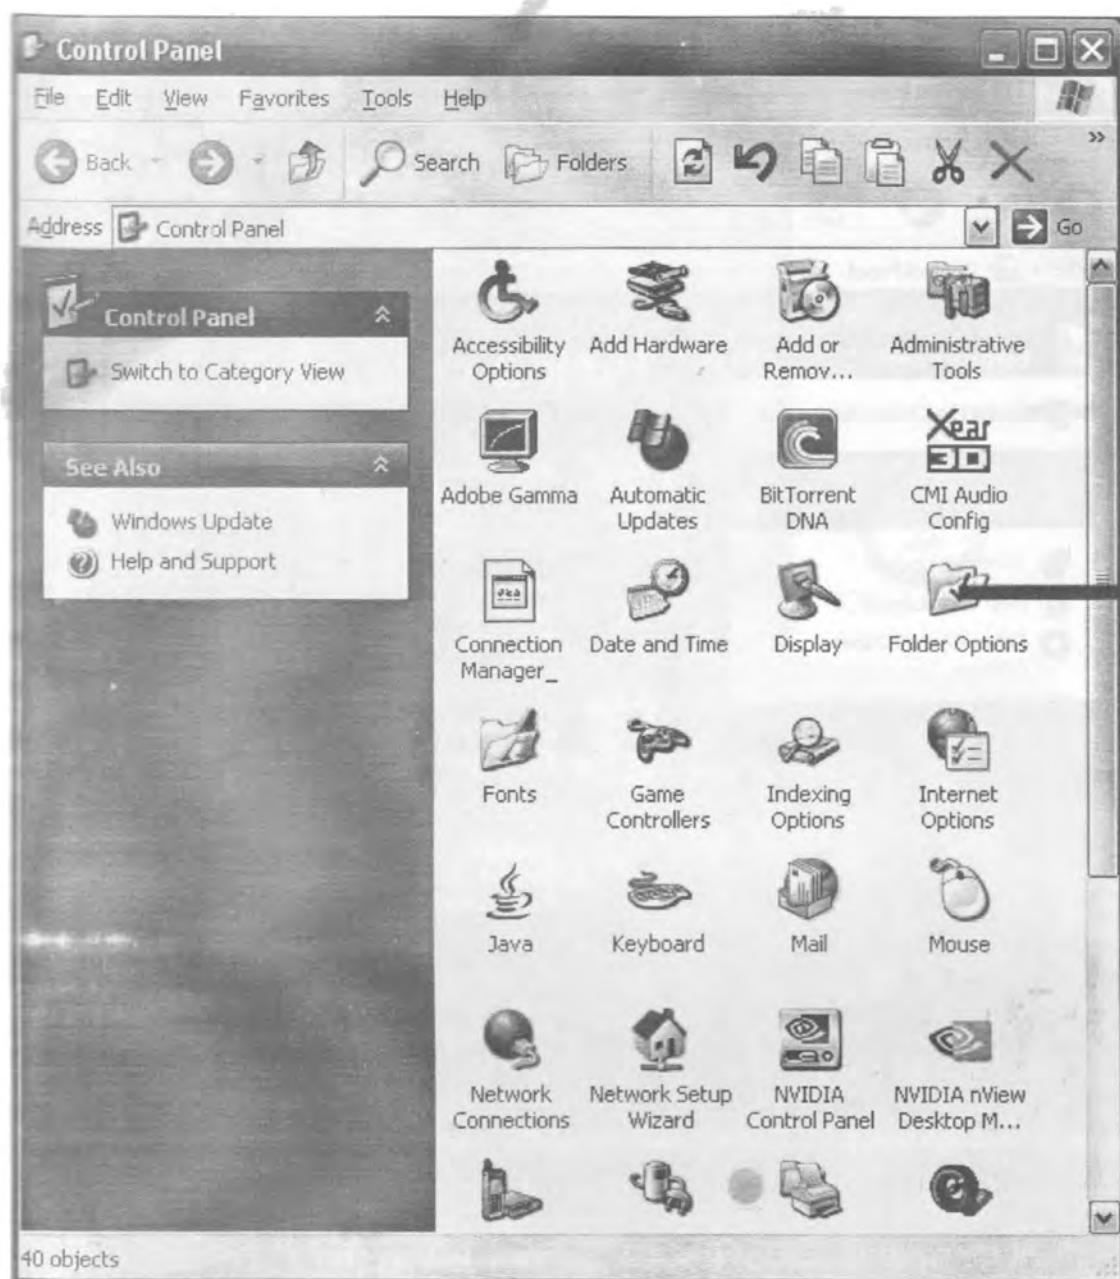 Control Panel
File Edit View Favorites Tools Help
Back Search Folders
Address Control Panel Go
Control Panel
Switch to Category View
See Also
Windows Update
Help and Support
Accessibility Options
Add Hardware
Add or Remov...
Administrative Tools
Adobe Gamma
Automatic Updates
BitTorrent DNA
Xear 3D
CMI Audio Config
Connection Manager_
Date and Time
Display
Folder Options
Fonts
Game Controllers
Indexing Options
Internet Options
Java
Keyboard
Mail
Mouse
Network Connections
Network Setup Wizard
NVIDIA Control Panel
NVIDIA nView Desktop M...
40 objects